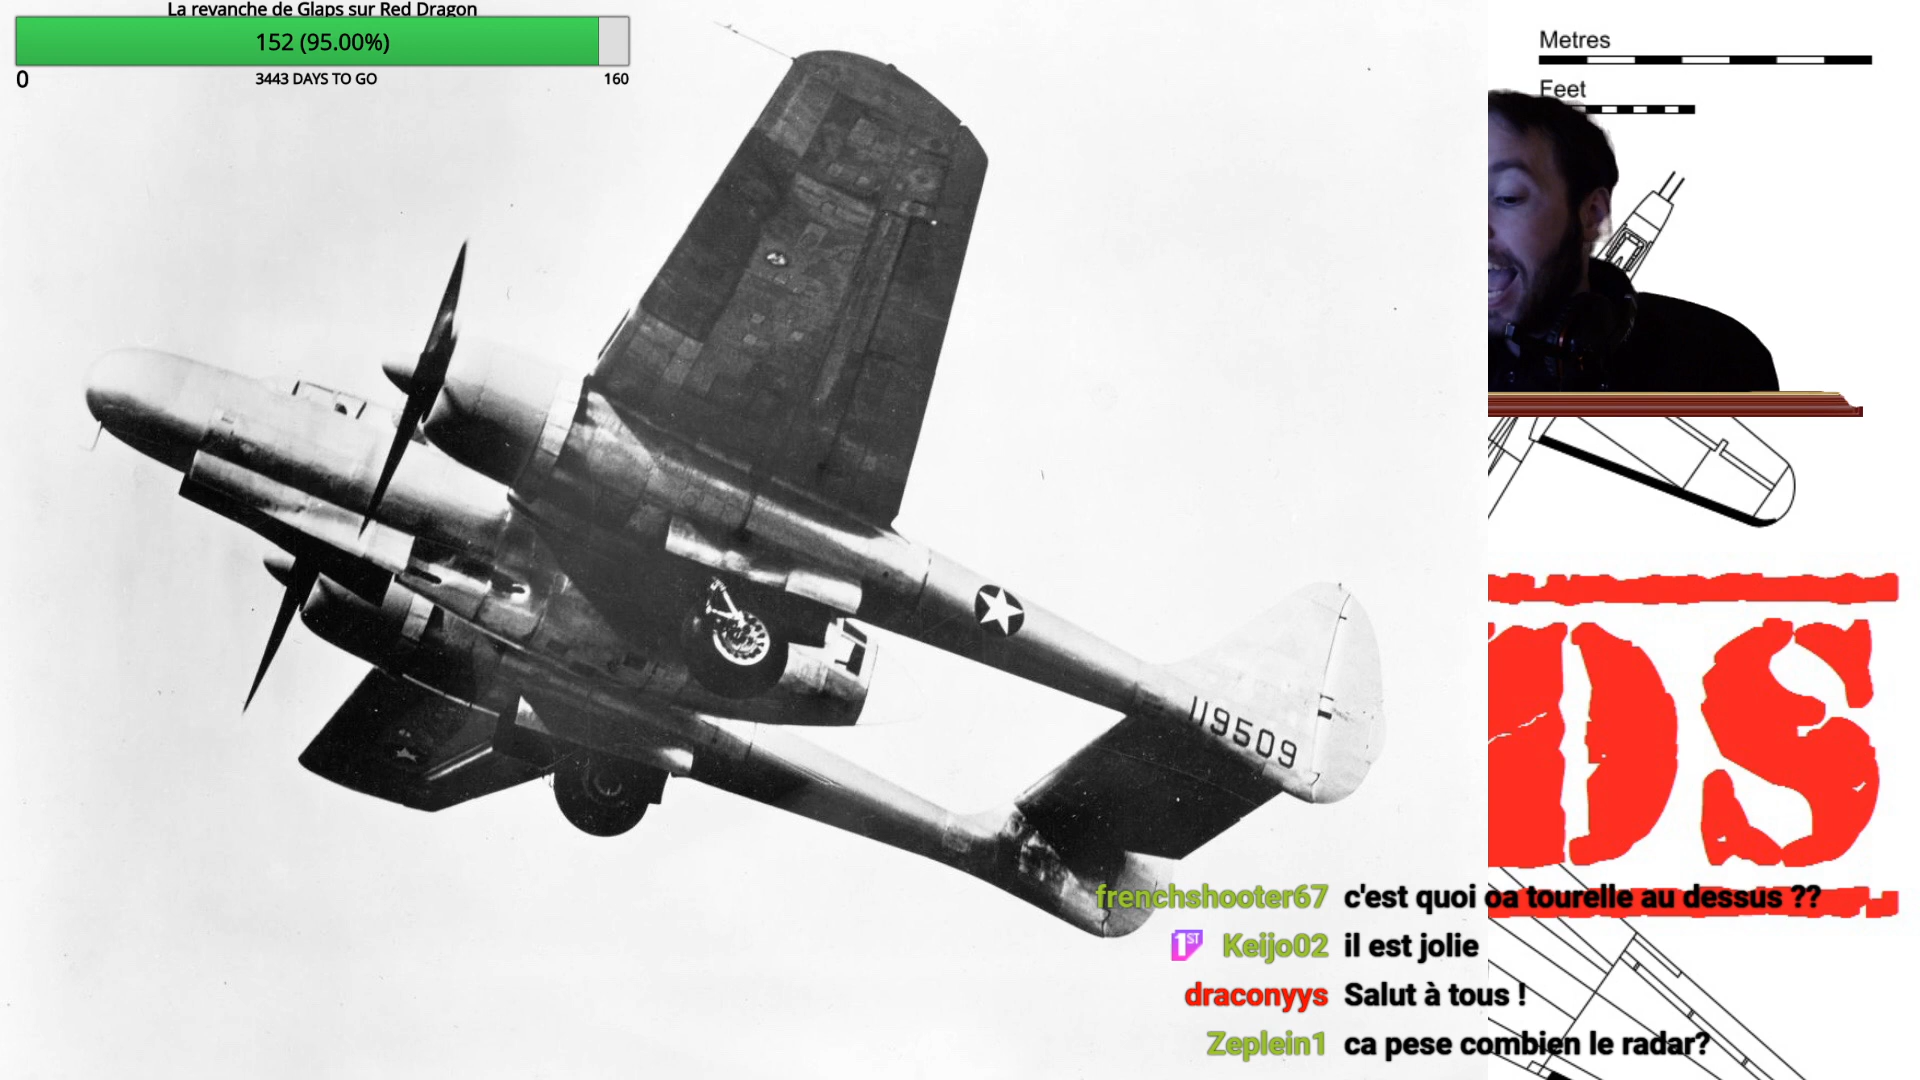 La revanche de Glaps sur Red Dragon
152 (95.00%)
0
3443 DAYS TO GO
160
Metres
Feet
119509
DS
frenchshooter67 c'est quoi oa tourelle au dessus ??
1ST Keijo02 il est jolie
draconyys Salut à tous !
Zeplein1 ca pese combien le radar?